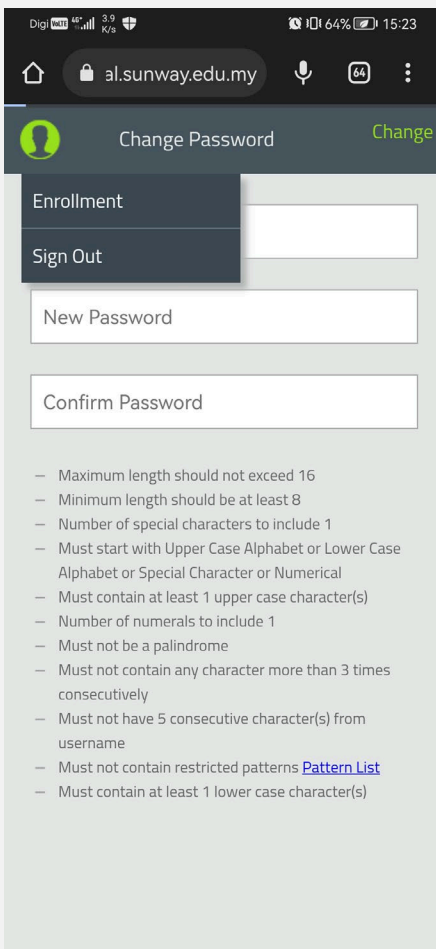 Digi VoLTE 4G+ 3.9 K/s 64% 15:23
al.sunway.edu.my 64
Change Password Change
Enrollment
Sign Out
New Password
Confirm Password
– Maximum length should not exceed 16
– Minimum length should be at least 8
– Number of special characters to include 1
– Must start with Upper Case Alphabet or Lower Case
Alphabet or Special Character or Numerical
– Must contain at least 1 upper case character(s)
– Number of numerals to include 1
– Must not be a palindrome
– Must not contain any character more than 3 times
consecutively
– Must not have 5 consecutive character(s) from
username
– Must not contain restricted patterns Pattern List
– Must contain at least 1 lower case character(s)